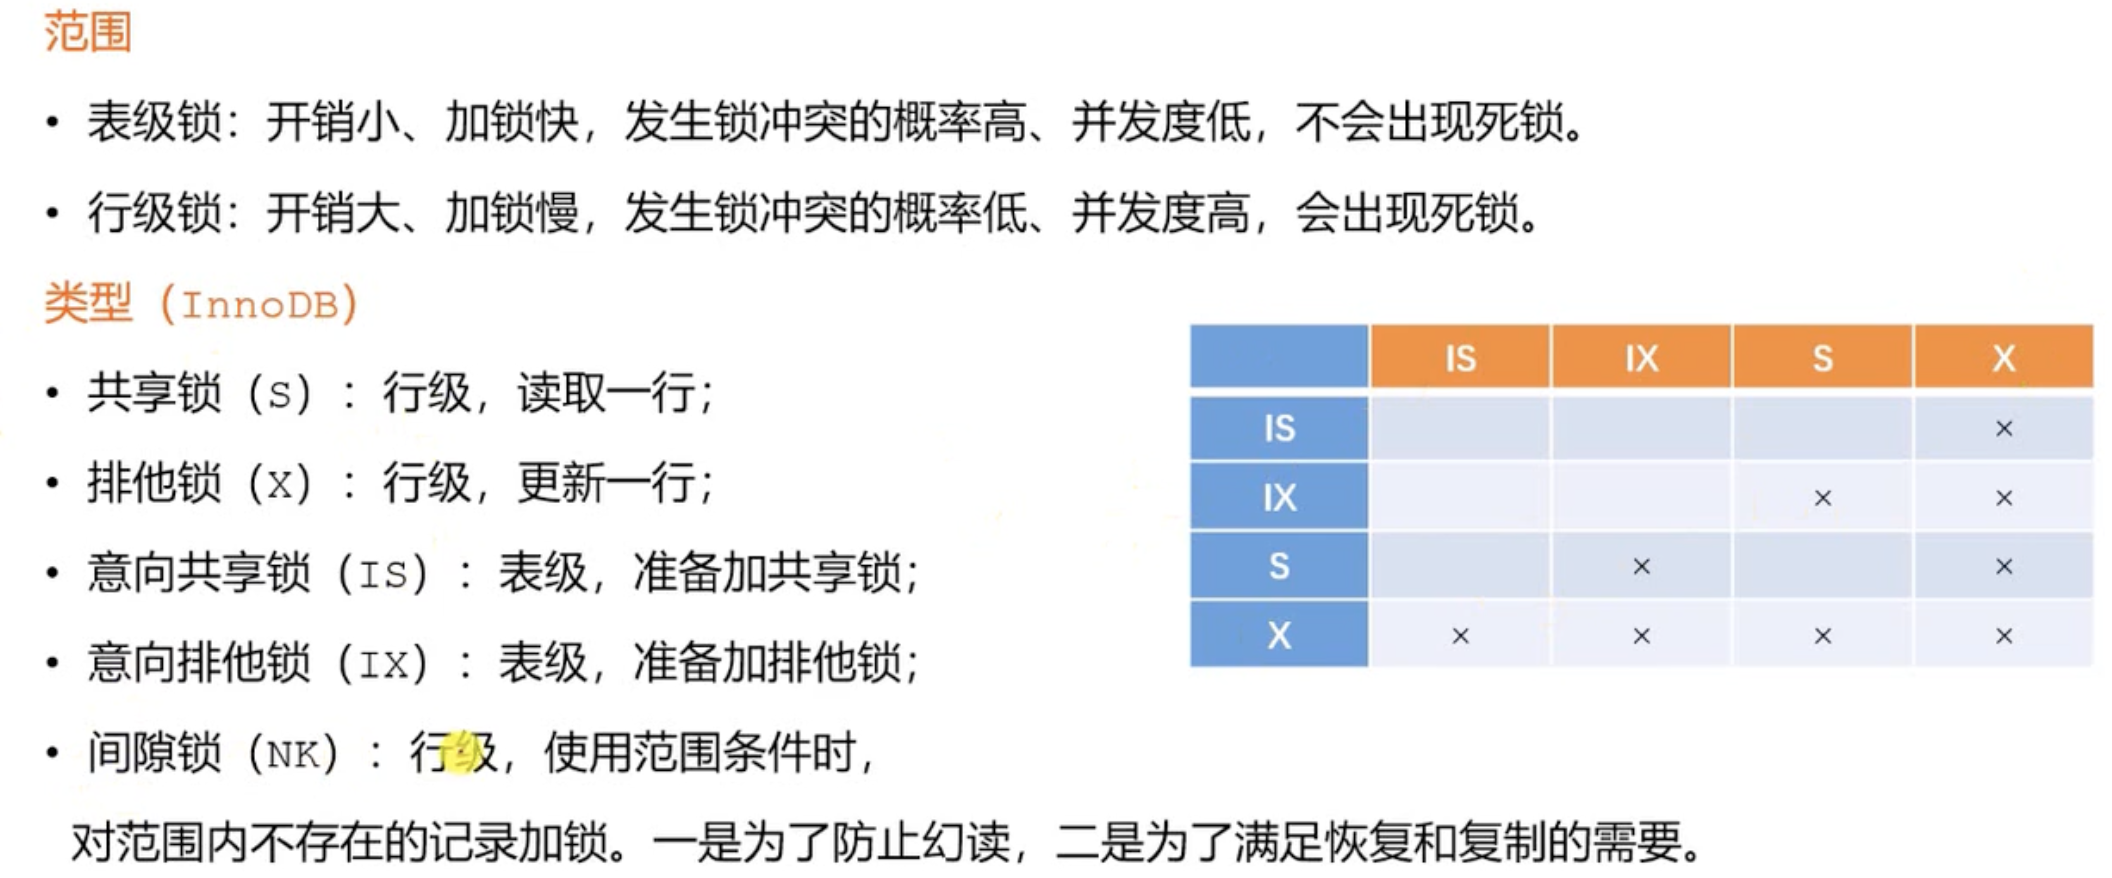 范围
• 表级锁：开销小、加锁快，发生锁冲突的概率高、并发度低，不会出现死锁。
• 行级锁：开销大、加锁慢，发生锁冲突的概率低、并发度高，会出现死锁。
类型（InnoDB）
• 共享锁（S）：行级，读取一行；
• 排他锁（X）：行级，更新一行；
• 意向共享锁（IS）：表级，准备加共享锁；
• 意向排他锁（IX）：表级，准备加排他锁；
• 间隙锁（NK）：行级，使用范围条件时，
对范围内不存在的记录加锁。一是为了防止幻读，二是为了满足恢复和复制的需要。
IS IX S X
IS ×
IX × ×
S × ×
X × × × ×